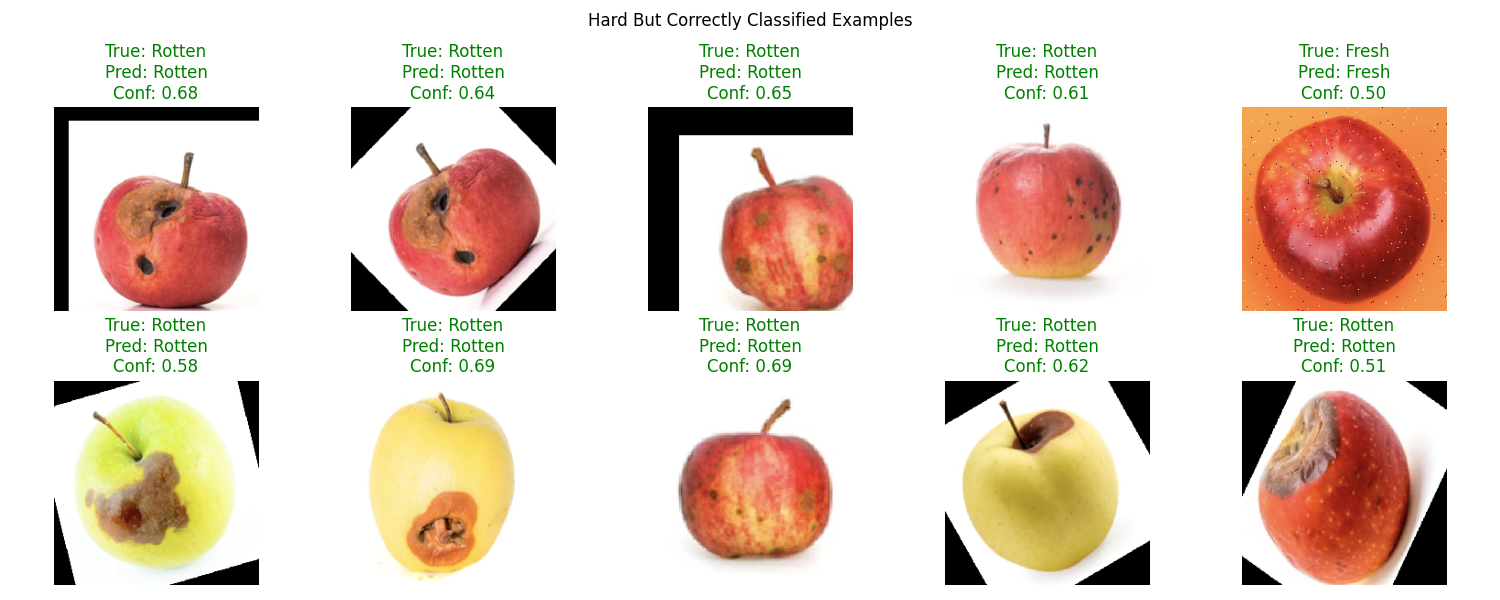 Hard But Correctly Classified Examples
True: Rotten
Pred: Rotten
Conf: 0.68
True: Rotten
Pred: Rotten
Conf: 0.64
True: Rotten
Pred: Rotten
Conf: 0.65
True: Rotten
Pred: Rotten
Conf: 0.61
True: Fresh
Pred: Fresh
Conf: 0.50
True: Rotten
Pred: Rotten
Conf: 0.58
True: Rotten
Pred: Rotten
Conf: 0.69
True: Rotten
Pred: Rotten
Conf: 0.69
True: Rotten
Pred: Rotten
Conf: 0.62
True: Rotten
Pred: Rotten
Conf: 0.51